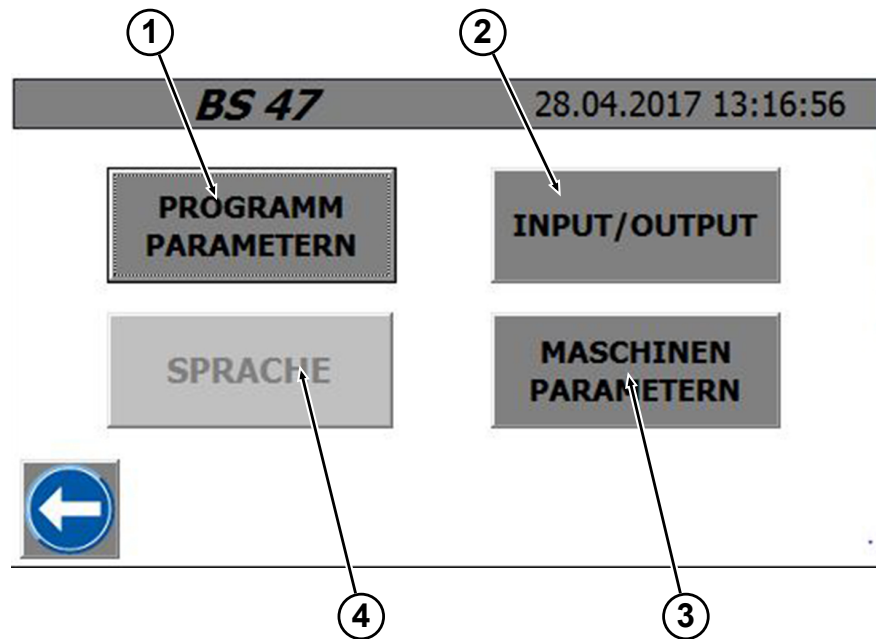 1
2
BS 47
28.04.2017 13:16:56
PROGRAMM
PARAMETERN
INPUT/OUTPUT
SPRACHE
MASCHINEN
PARAMETERN
4
3